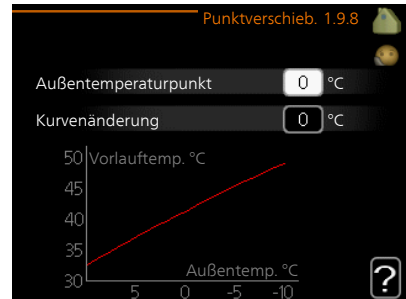 Punktverschieb. 1.9.8
Außentemperaturpunkt 0 °C
Kurvenänderung 0 °C
50 Vorlauftemp. °C
45
40
35
30
Außentemp. °C
5 0 -5 -10
?